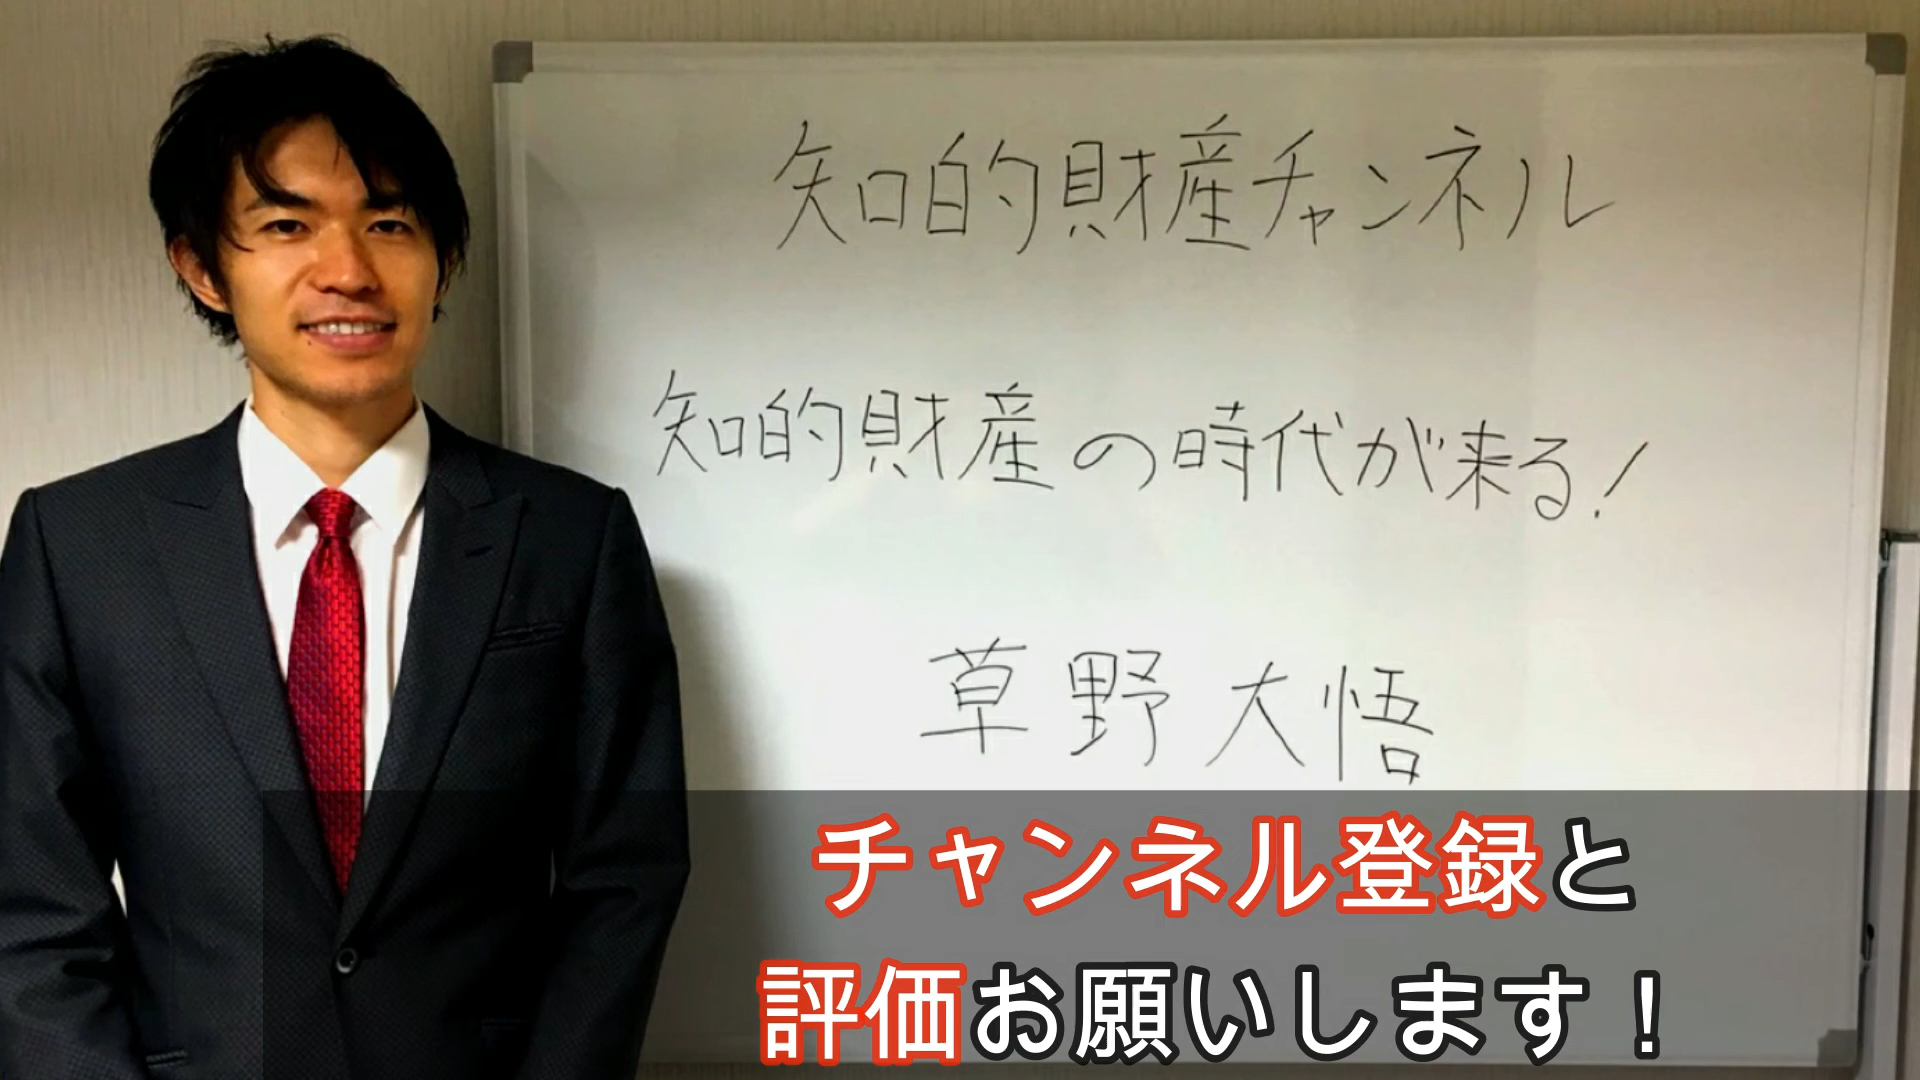 知的財産チャンネル
知的財産の時代が来る!
草野大悟
チャンネル登録と
評価お願いします！